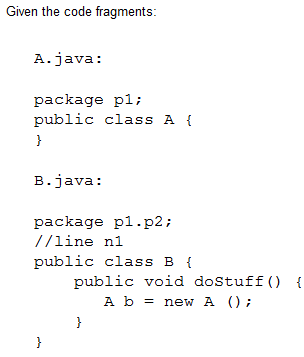 Given the code fragments:
A.java:
package p1;
public class A {
}
B.java:
package p1.p2;
//line n1
public class B {
public void doStuff() {
A b = new A ();
}
}